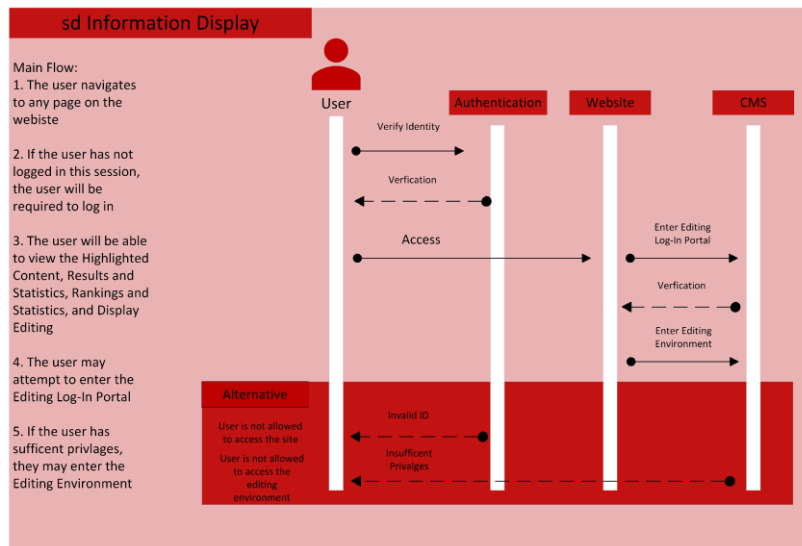 sd Information Display
Main Flow:
1. The user navigates
to any page on the
webiste
2. If the user has not
logged in this session,
the user will be
required to log in
3. The user will be able
to view the Highlighted
Content, Results and
Statistics, Rankings and
Statistics, and Display
Editing
4. The user may
attempt to enter the
Editing Log-In Portal
5. If the user has
sufficent privlages,
they may enter the
Editing Environment
User
Authentication
Website
CMS
Verify Identity
Verfication
Access
Enter Editing
Log-In Portal
Verfication
Enter Editing
Environment
Alternative
User is not allowed
to access the site
Invalid ID
User is not allowed
to access the
editing
environment
Insufficent
Privalges